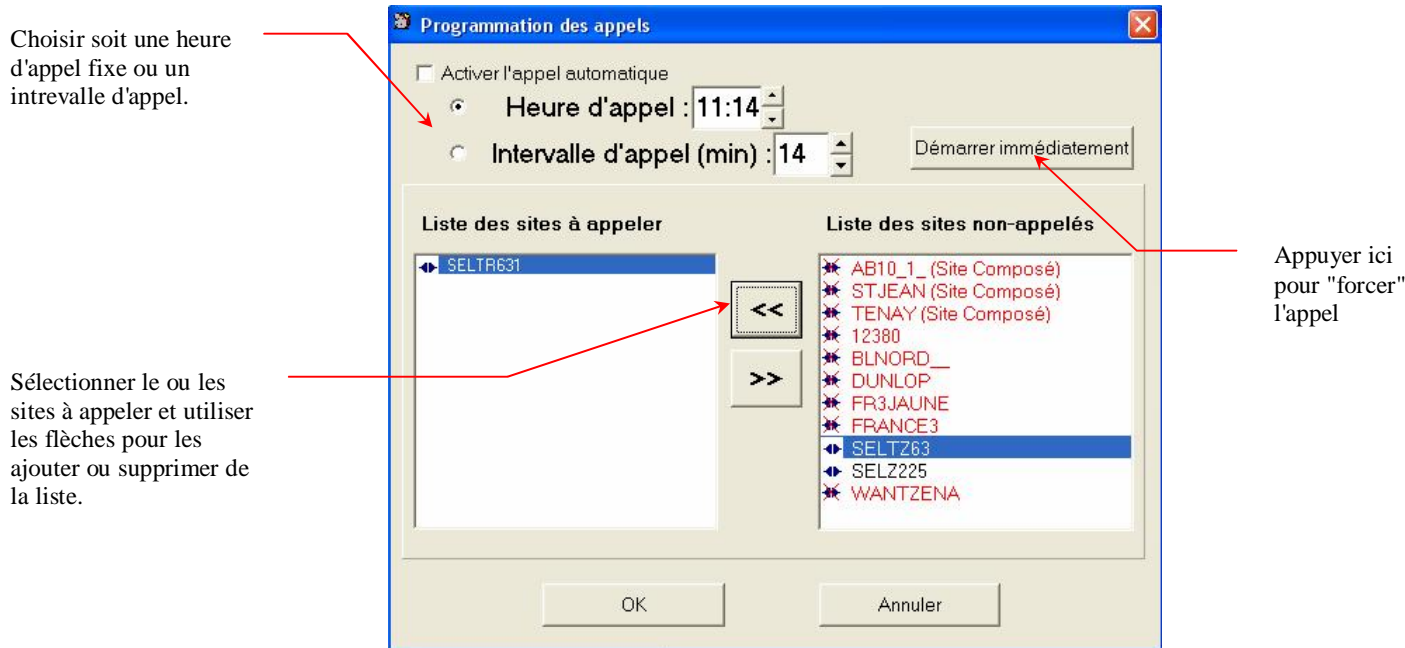 Choisir soit une heure
d'appel fixe ou un
intrevalle d'appel.
Programmation des appels
Activer l'appel automatique
Heure d'appel : 11:14
Intervalle d'appel (min) : 14
Démarrer immédiatement
Liste des sites à appeler
Liste des sites non-appelés
SELTR631
<<
>>
AB10_1_ (Site Composé)
STJEAN (Site Composé)
TENAY (Site Composé)
12380
BLNORD__
DUNLOP
FR3JAUNE
FRANCE3
SELTZ63
SELZ225
WANTZENA
OK
Annuler
Sélectionner le ou les
sites à appeler et utiliser
les flèches pour les
ajouter ou supprimer de
la liste.
Appuyer ici
pour "forcer"
l'appel